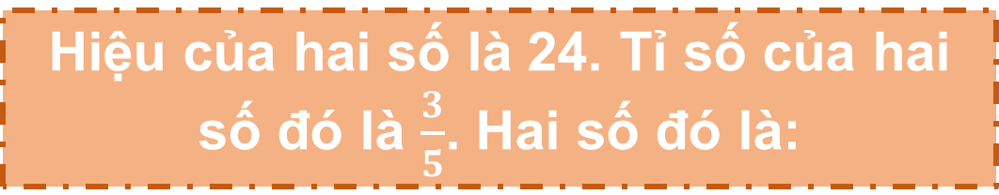 Hiệu của hai số là 24. Tỉ số của hai
số đó là 3/5. Hai số đó là: